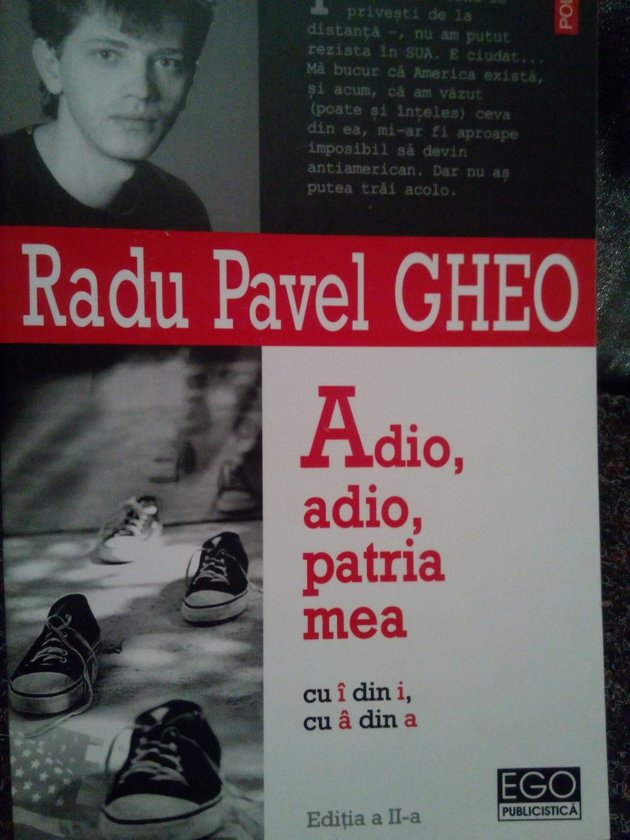 privești de la
distanță –, nu am putut
rezista în SUA. E ciudat...
Mă bucur că America există,
și acum, că am văzut
(poate și înțeles) ceva
din ea, mi-ar fi aproape
imposibil să devin
antiamerican. Dar nu aș
putea trăi acolo.
Radu Pavel GHEO
Adio,
adio,
patria
mea
cu î din i,
cu â din a
Ediția a II-a
EGO
PUBLICISTICĂ